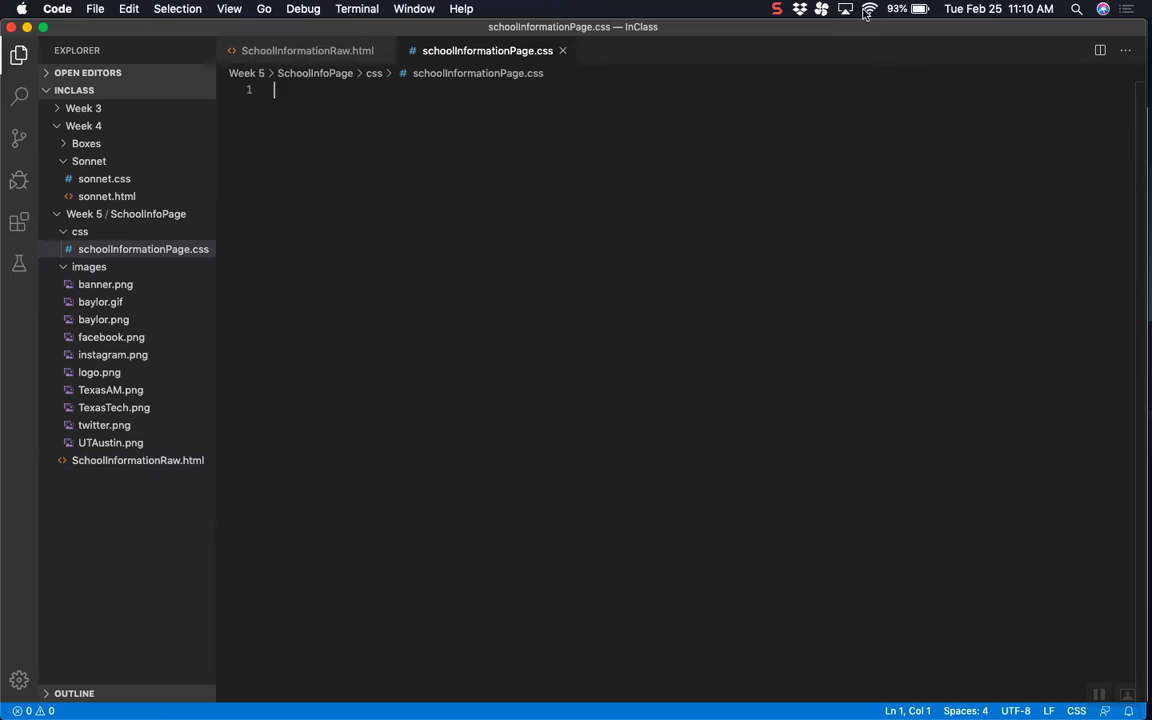 Code File Edit Selection View Go Debug Terminal Window Help 93% Tue Feb 25 11:10 AM
schoolInformationPage.css — InClass
EXPLORER
SchoolInformationRaw.html
schoolInformationPage.css
OPEN EDITORS
Week 5 > SchoolInfoPage > css > # schoolInformationPage.css
INCLASS
1
Week 3
Week 4
Boxes
Sonnet
# sonnet.css
<> sonnet.html
Week 5 / SchoolInfoPage
css
# schoolInformationPage.css
images
banner.png
baylor.gif
baylor.png
facebook.png
instagram.png
logo.png
TexasAM.png
TexasTech.png
twitter.png
UTAustin.png
<> SchoolInformationRaw.html
OUTLINE
0 0 Ln 1, Col 1 Spaces: 4 UTF-8 LF CSS